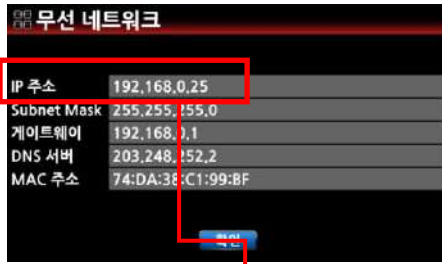 무선 네트워크
IP 주소 192.168.0.25
Subnet Mask 255.255.255.0
게이트웨이 192.168.0.1
DNS 서버 203.248.252.2
MAC 주소 74:DA:38:C1:99:BF
확인